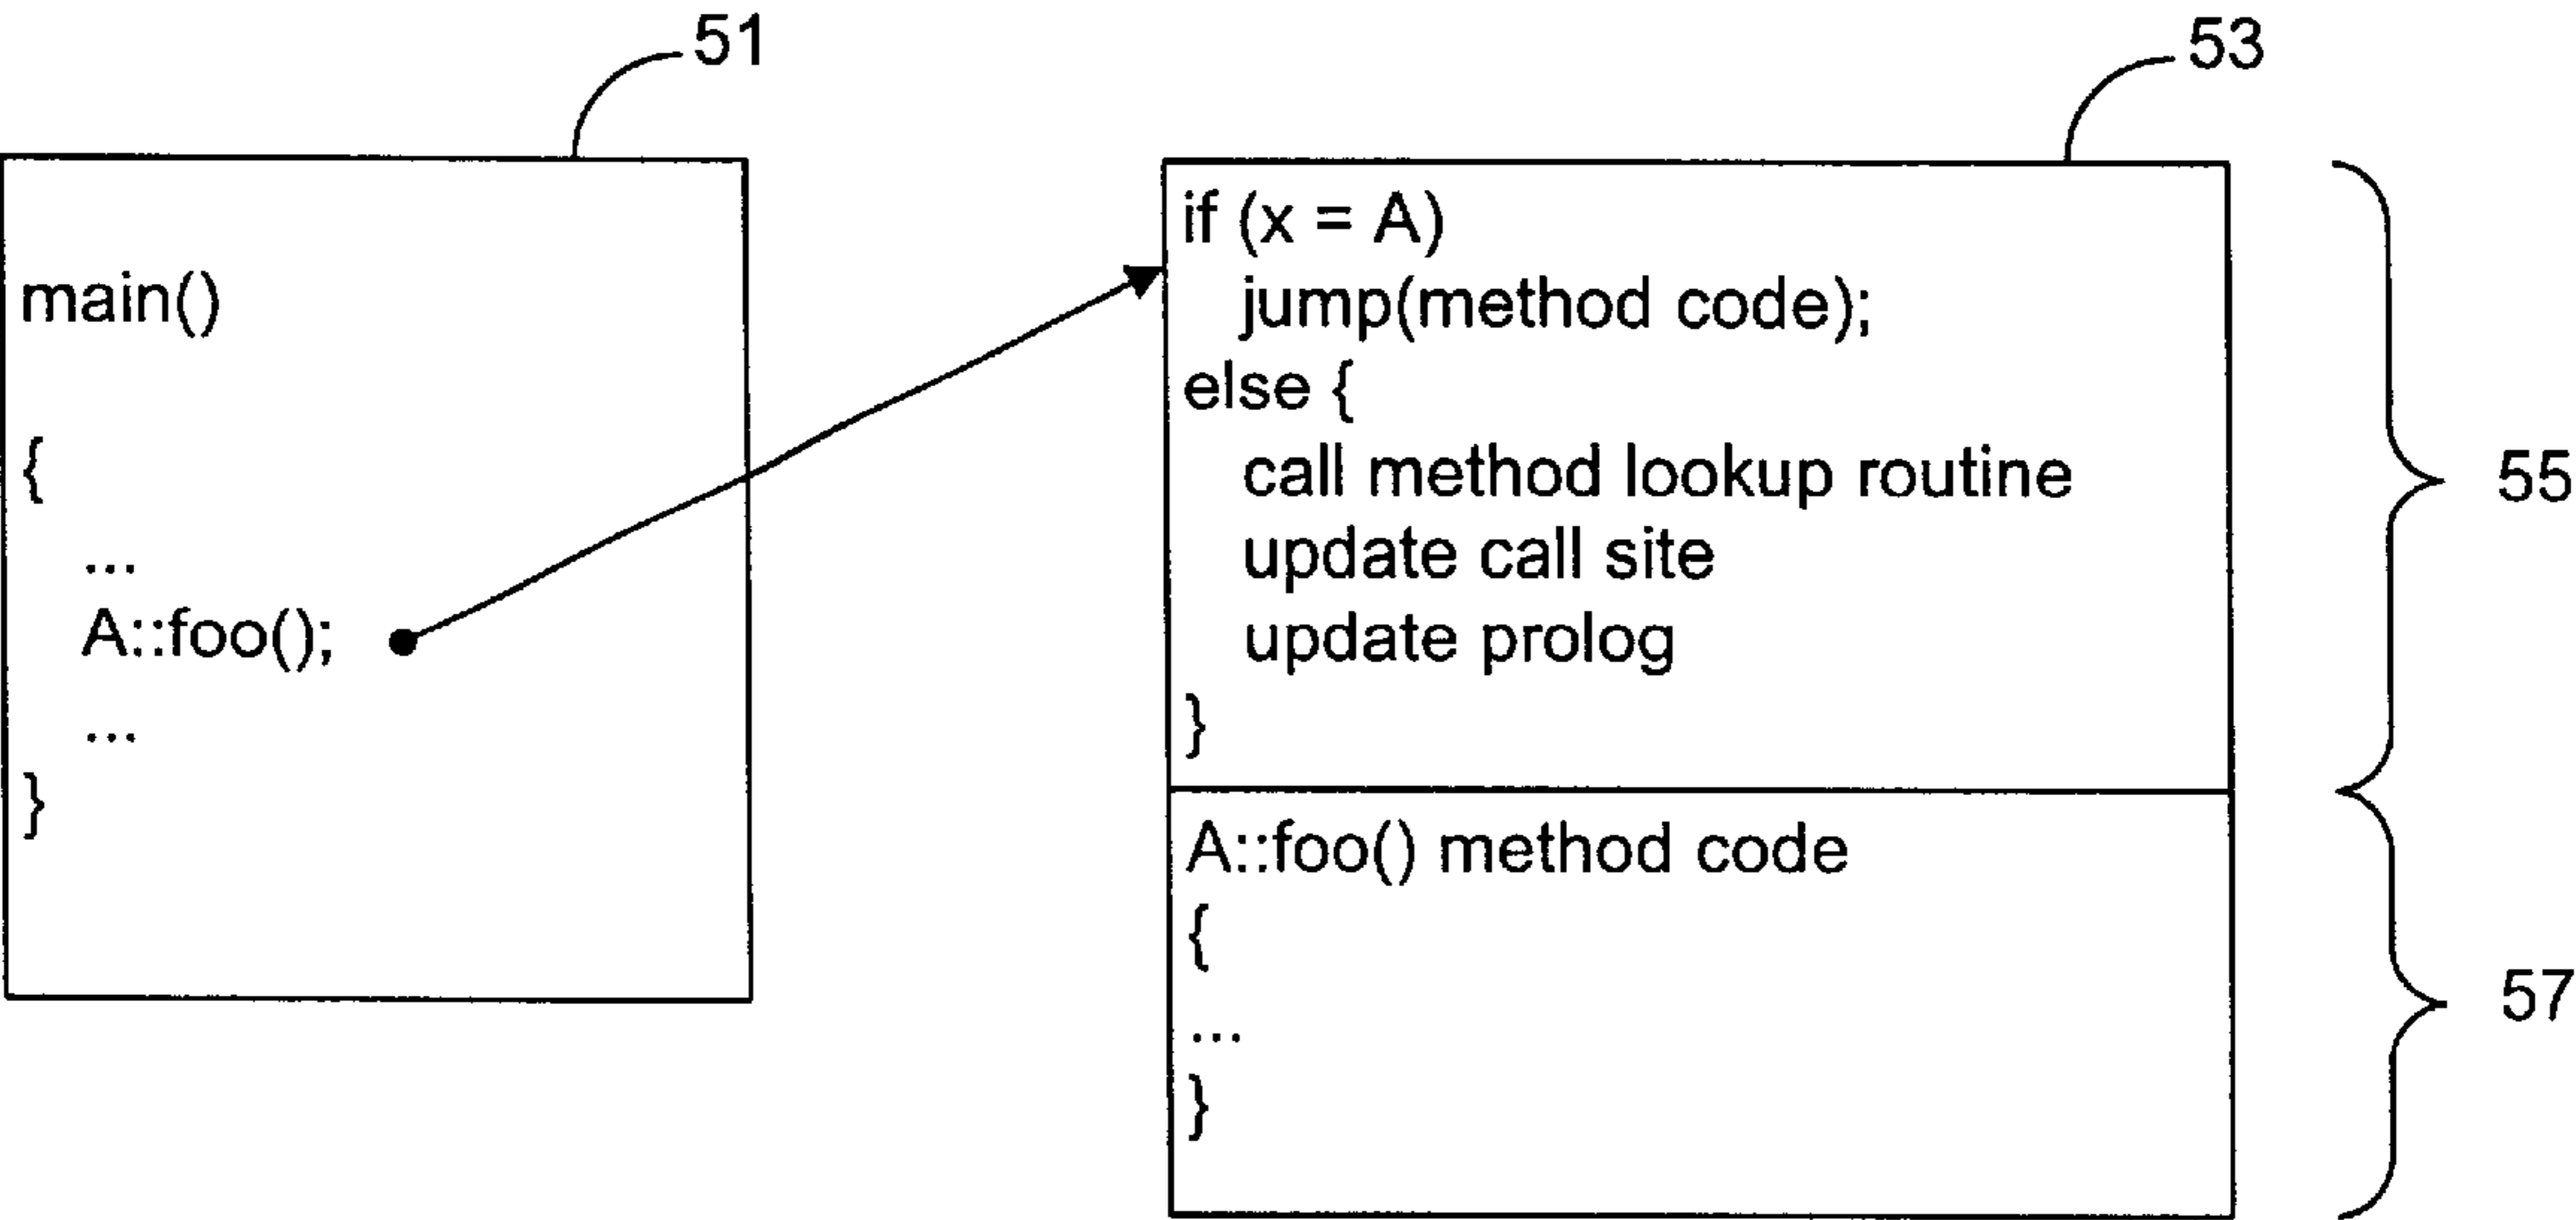 51
main()
{
...
A::foo();
...
}
53
if (x = A)
jump(method code);
else {
call method lookup routine
update call site
update prolog
}
55
A::foo() method code
{
...
}
57